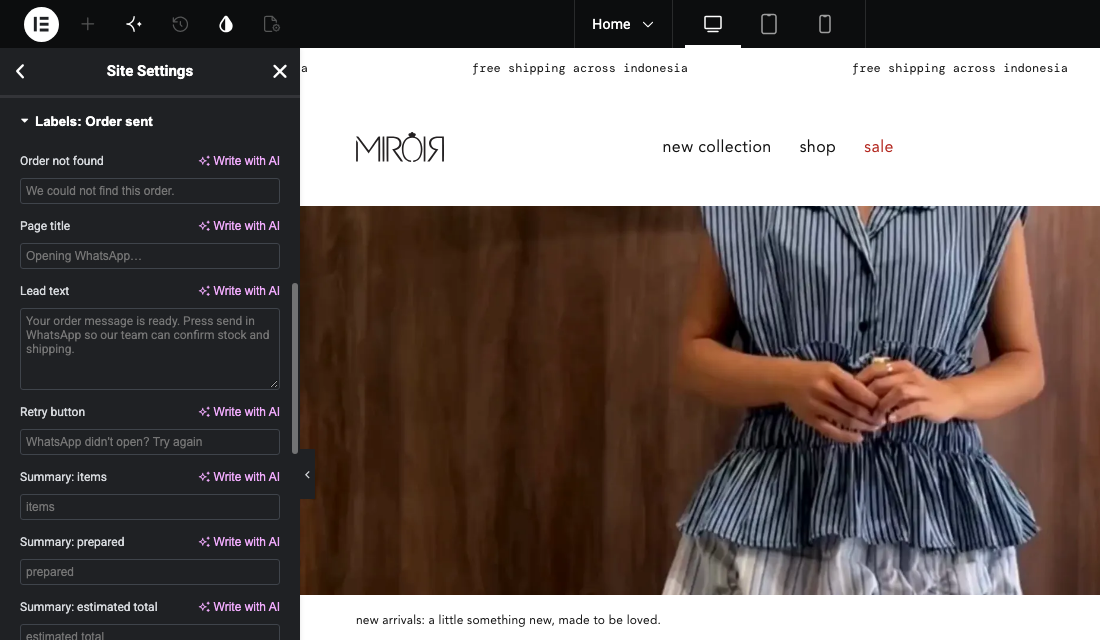 Home
Site Settings
Labels: Order sent
Order not found
Write with AI
We could not find this order.
Page title
Write with AI
Opening WhatsApp...
Lead text
Write with AI
Your order message is ready. Press send in
WhatsApp so our team can confirm stock and
shipping.
Retry button
Write with AI
WhatsApp didn't open? Try again
Summary: items
Write with AI
items
Summary: prepared
Write with AI
prepared
Summary: estimated total
Write with AI
estimated total
a
free shipping across indonesia
free shipping across indonesia
MIROIR
new collection
shop
sale
new arrivals: a little something new, made to be loved.